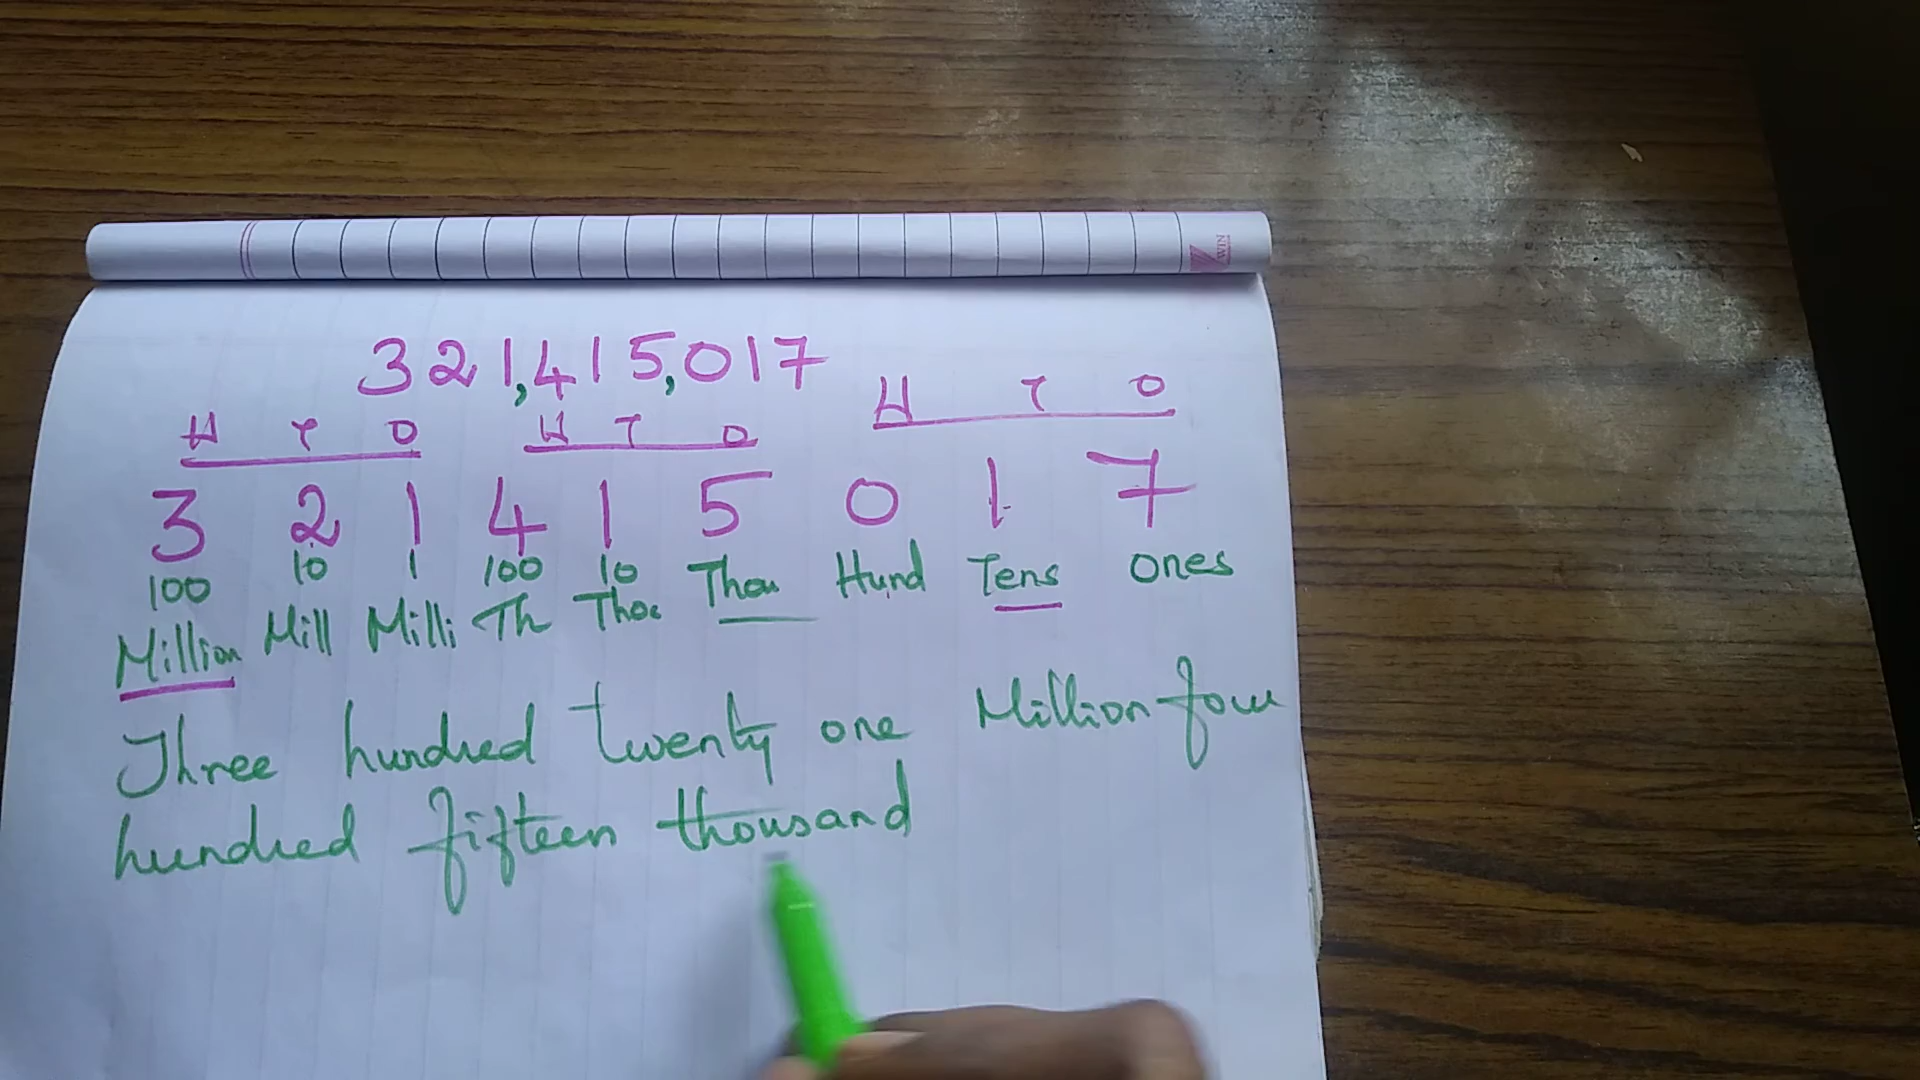 321,415,017
H T O H T O H T O
3 2 1 4 1 5 0 1 7
100 10 1 100 10 Thou Hund Tens Ones
Million Mill Milli Th Thou
Three hundred twenty one Million four
hundred fifteen thousand
WIN